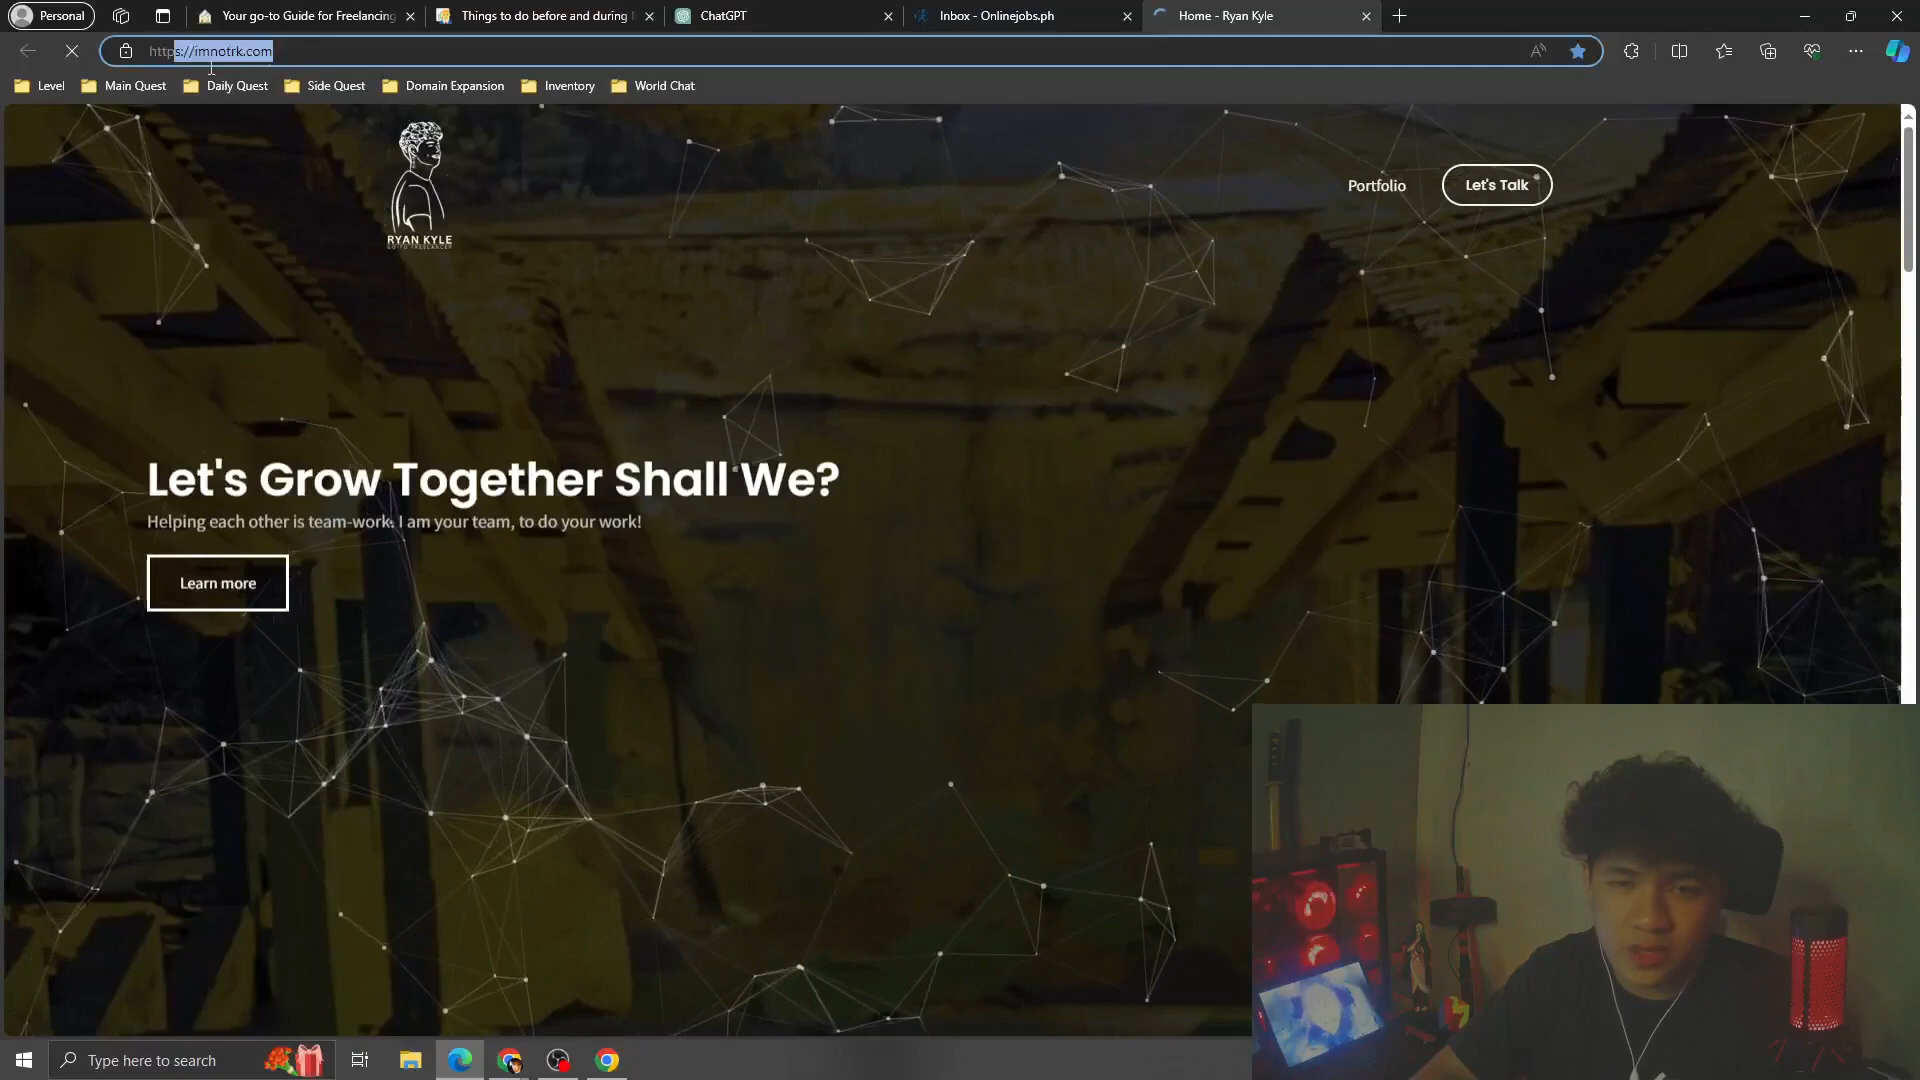 Personal
Your go-to Guide for Freelancing
Things to do before and during
ChatGPT
Inbox - Onlinejobs.ph
Home - Ryan Kyle
https://imnotrk.com
Level
Main Quest
Daily Quest
Side Quest
Domain Expansion
Inventory
World Chat
RYAN KYLE
GO-TO FREELANCER
Portfolio
Let's Talk
Let's Grow Together Shall We?
Helping each other is team-work. I am your team, to do your work!
Learn more
Type here to search